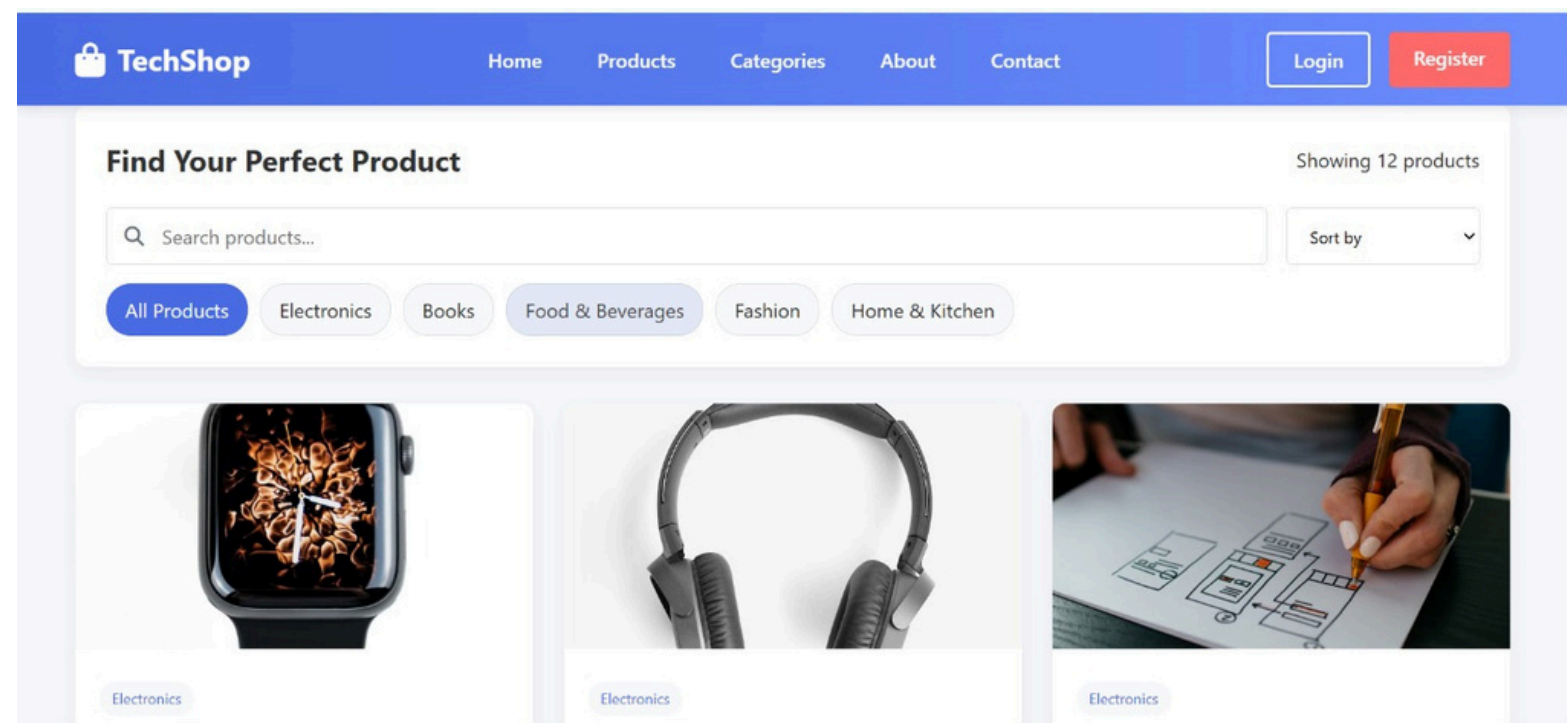 TechShop
Home Products Categories About Contact
Login Register
Find Your Perfect Product
Showing 12 products
Search products...
Sort by
All Products Electronics Books Food & Beverages Fashion Home & Kitchen
Electronics Electronics Electronics